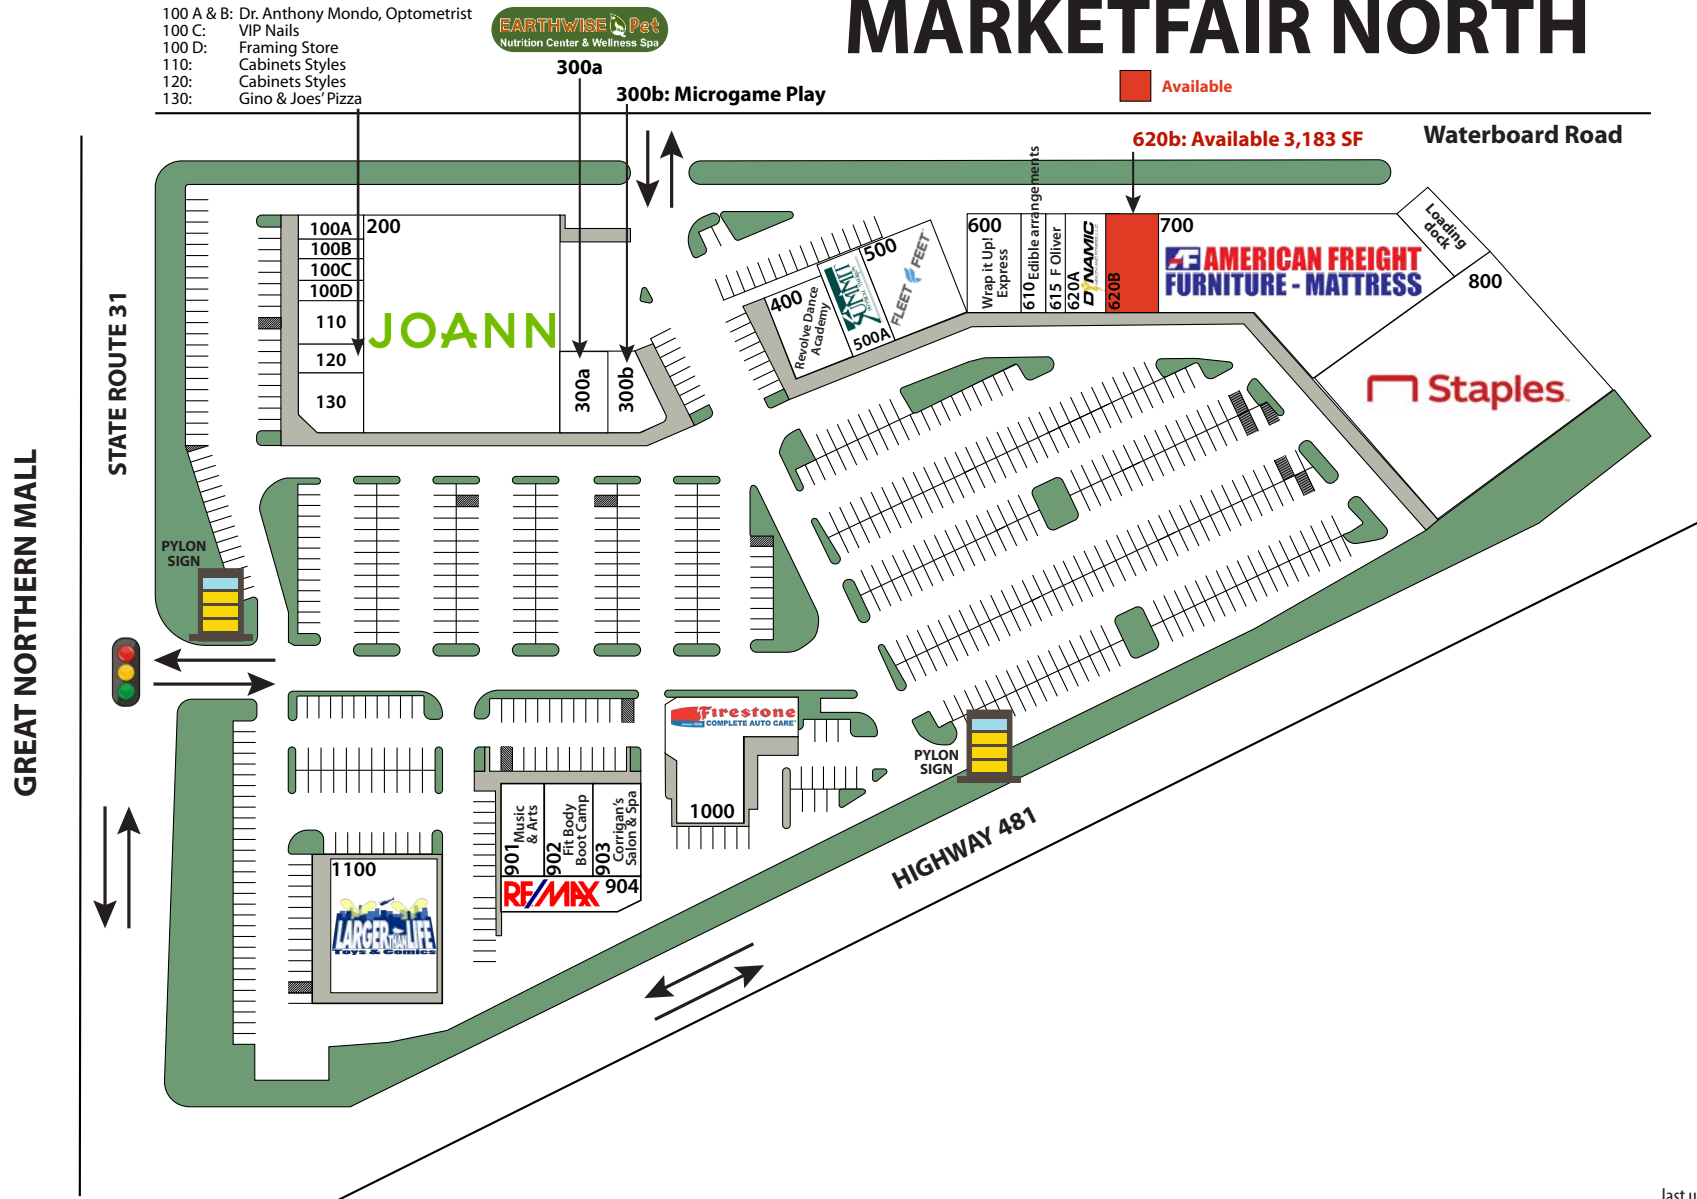 MARKETFAIR NORTH
100 A & B: Dr. Anthony Mondo, Optometrist
100 C: VIP Nails
100 D: Framing Store
110: Cabinets Styles
120: Cabinets Styles
130: Gino & Joes' Pizza
EARTHWISE Pet
Nutrition Center & Wellness Spa
300a
300b: Microgame Play
Available
620b: Available 3,183 SF
Waterboard Road
STATE ROUTE 31
GREAT NORTHERN MALL
100A
100B
100C
100D
110
120
130
200
JOANN
300a
300b
400
Revolve Dance
Academy
SUMMIT
500A
500
FLEET FEET
600
Wrap it Up!
Express
610 Edible arrangements
615 F Oliver
620A
DYNAMIC
620B
700
AMERICAN FREIGHT
FURNITURE - MATTRESS
Loading
dock
800
Staples
PYLON
SIGN
PYLON
SIGN
Firestone
COMPLETE AUTO CARE
1000
901 Music
& Arts
902 Fit Body
Boot Camp
903 Corrigan's
Salon & Spa
RE/MAX 904
1100
LARGER THAN LIFE
Toys & Comics
HIGHWAY 481
last u